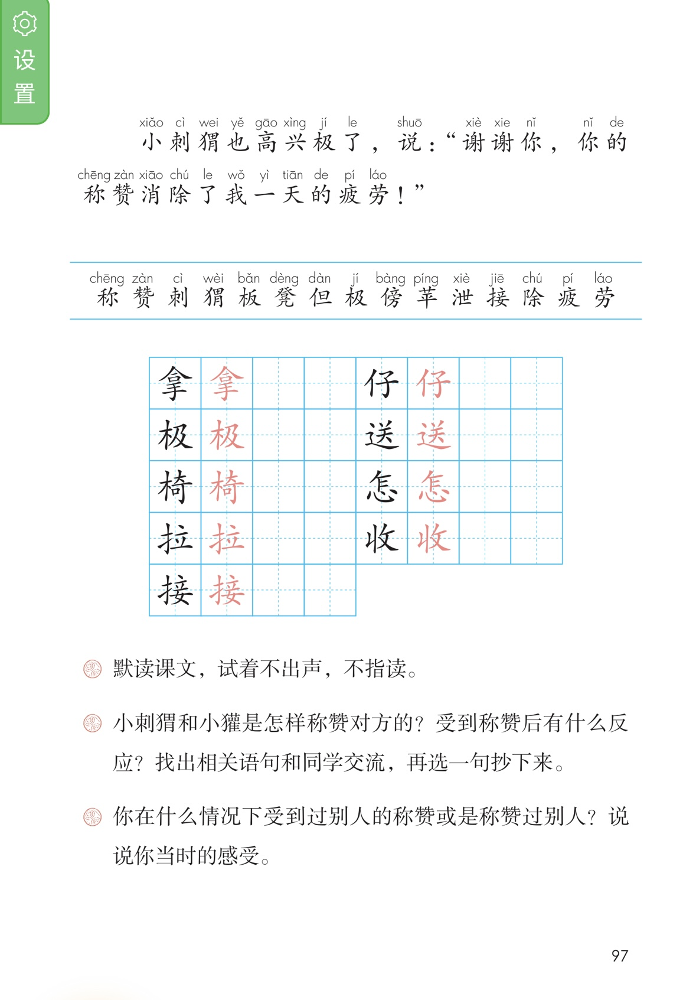 设
置
xiǎo cì wei yě gāo xìng jí le shuō xiè xie nǐ nǐ de
小刺猬也高兴极了，说：“谢谢你，你的
chēng zàn xiāo chú le wǒ yì tiān de pí láo
称赞消除了我一天的疲劳！”
chēng zàn cì wèi bǎn dèng dàn jí bàng píng xiè jiē chú pí láo
称 赞 刺 猬 板 凳 但 极 傍 苹 泄 接 除 疲 劳
拿 拿 仔 仔
极 极 送 送
椅 椅 怎 怎
拉 拉 收 收
接 接
默读课文，试着不出声，不指读。
小刺猬和小獾是怎样称赞对方的？受到称赞后有什么反
应？找出相关语句和同学交流，再选一句抄下来。
你在什么情况下受到过别人的称赞或是称赞过别人？说
说你当时的感受。
97